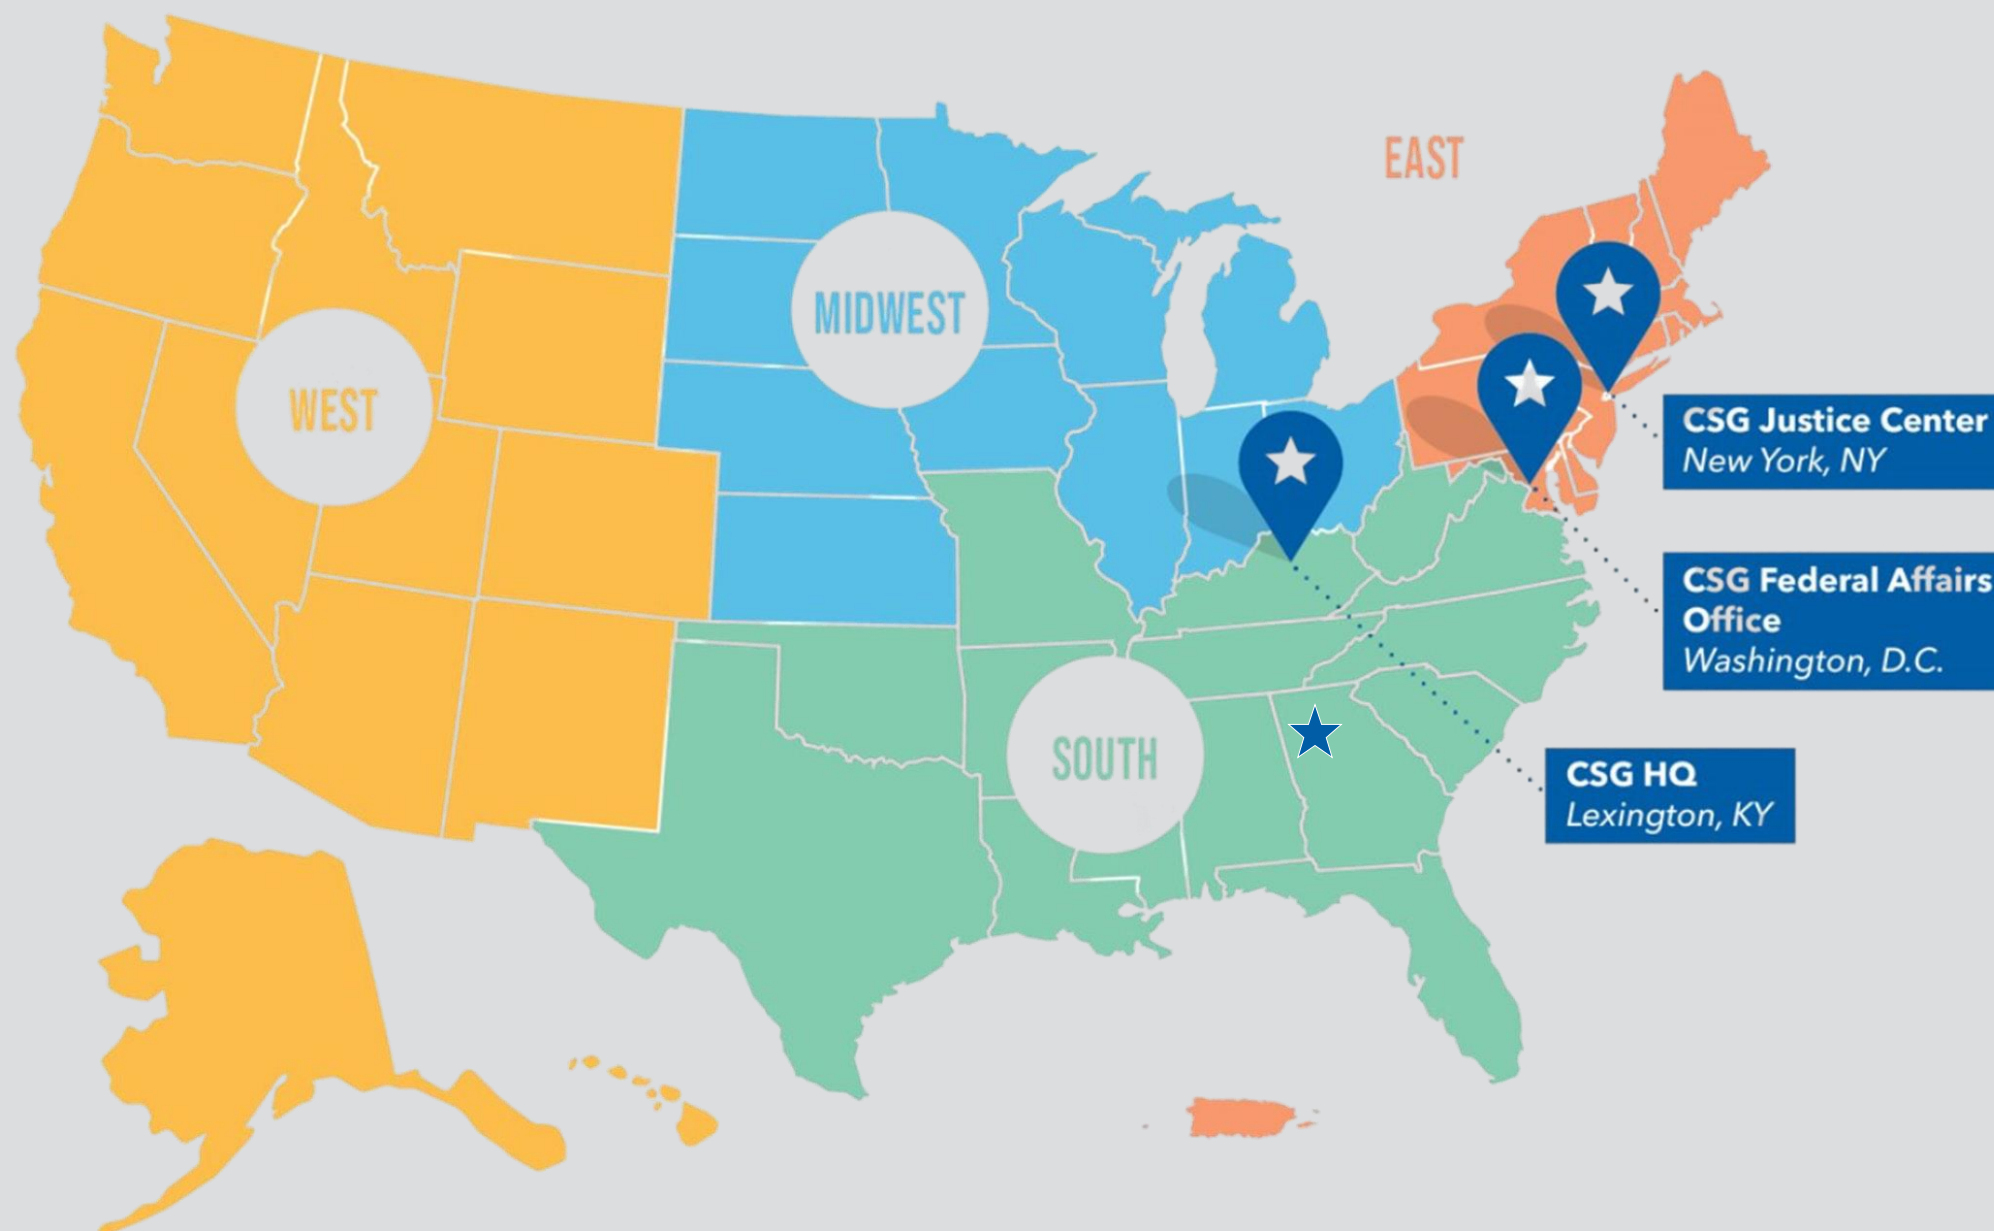 EAST
MIDWEST
WEST
CSG Justice Center
New York, NY
CSG Federal Affairs
Office
Washington, D.C.
SOUTH
CSG HQ
Lexington, KY